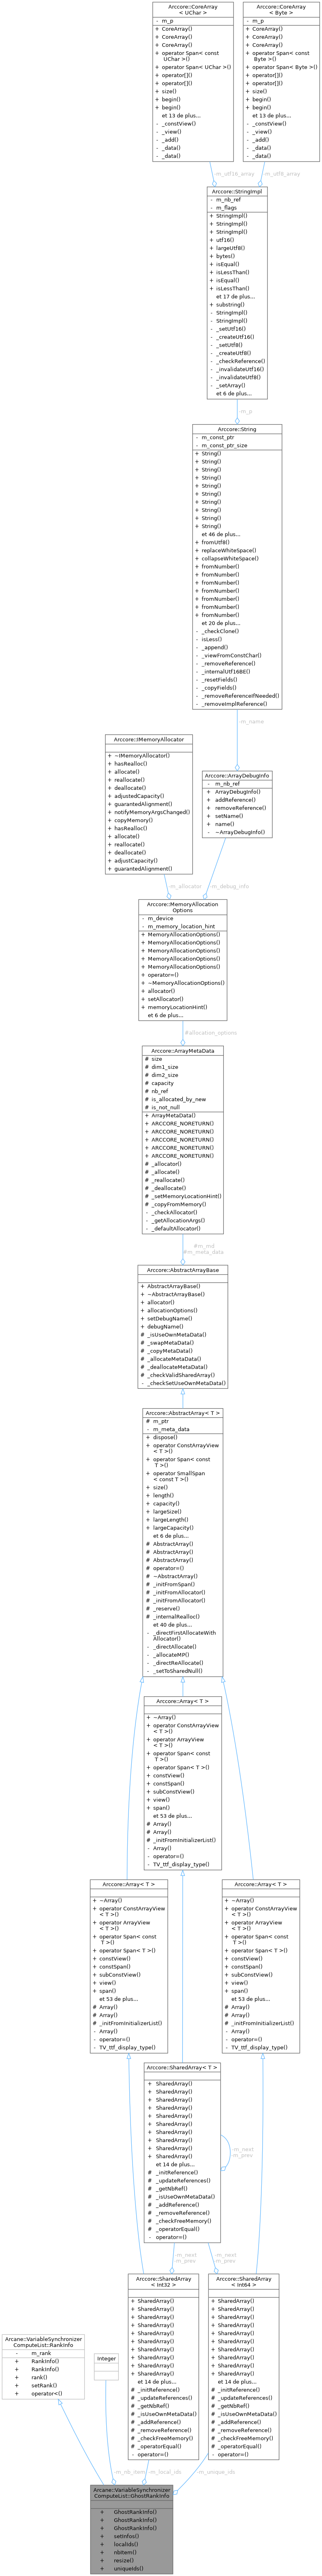 Arccore::CoreArray
< UChar >
- m_p
+ CoreArray()
+ CoreArray()
+ CoreArray()
+ operator Span< const
UChar >()
+ operator Span< UChar >()
+ operator[]()
+ operator[]()
+ size()
+ begin()
+ begin()
et 13 de plus...
- _constView()
- _view()
- _add()
- _data()
- _data()
Arccore::CoreArray
< Byte >
- m_p
+ CoreArray()
+ CoreArray()
+ CoreArray()
+ operator Span< const
Byte >()
+ operator Span< Byte >()
+ operator[]()
+ operator[]()
+ size()
+ begin()
+ begin()
et 13 de plus...
- _constView()
- _view()
- _add()
- _data()
- _data()
-m_utf16_array
-m_utf8_array
Arccore::StringImpl
- m_nb_ref
- m_flags
+ StringImpl()
+ StringImpl()
+ StringImpl()
+ utf16()
+ largeUtf8()
+ bytes()
+ isEqual()
+ isLessThan()
+ isEqual()
+ isLessThan()
et 17 de plus...
+ substring()
- StringImpl()
- StringImpl()
- _setUtf16()
- _createUtf16()
- _setUtf8()
- _createUtf8()
- _checkReference()
- _invalidateUtf16()
- _invalidateUtf8()
- _setArray()
et 6 de plus...
-m_p
Arccore::String
- m_const_ptr
- m_const_ptr_size
+ String()
+ String()
+ String()
+ String()
+ String()
+ String()
+ String()
+ String()
+ String()
+ String()
et 46 de plus...
+ fromUtf8()
+ replaceWhiteSpace()
+ collapseWhiteSpace()
+ fromNumber()
+ fromNumber()
+ fromNumber()
+ fromNumber()
+ fromNumber()
+ fromNumber()
+ fromNumber()
et 20 de plus...
- _checkClone()
- isLess()
- _append()
- _viewFromConstChar()
- _removeReference()
- _internalUtf16BE()
- _resetFields()
- _copyFields()
- _removeReferenceIfNeeded()
- _removeImplReference()
-m_name
Arccore::IMemoryAllocator
+ ~IMemoryAllocator()
+ hasRealloc()
+ allocate()
+ reallocate()
+ deallocate()
+ adjustedCapacity()
+ guarantedAlignment()
+ notifyMemoryArgsChanged()
+ copyMemory()
+ hasRealloc()
+ allocate()
+ reallocate()
+ deallocate()
+ adjustCapacity()
+ guarantedAlignment()
Arccore::ArrayDebugInfo
- m_nb_ref
+ ArrayDebugInfo()
+ addReference()
+ removeReference()
+ setName()
+ name()
- ~ArrayDebugInfo()
-m_allocator
-m_debug_info
Arccore::MemoryAllocation
Options
- m_device
- m_memory_location_hint
+ MemoryAllocationOptions()
+ MemoryAllocationOptions()
+ MemoryAllocationOptions()
+ MemoryAllocationOptions()
+ MemoryAllocationOptions()
+ operator=()
+ ~MemoryAllocationOptions()
+ allocator()
+ setAllocator()
+ memoryLocationHint()
et 6 de plus...
#allocation_options
Arccore::ArrayMetaData
# size
# dim1_size
# dim2_size
# capacity
# nb_ref
# is_allocated_by_new
# is_not_null
+ ArrayMetaData()
+ ARCCORE_NORETURN()
+ ARCCORE_NORETURN()
+ ARCCORE_NORETURN()
+ ARCCORE_NORETURN()
+ ARCCORE_NORETURN()
# _allocator()
# _allocate()
# _reallocate()
# _deallocate()
# _setMemoryLocationHint()
# _copyFromMemory()
- _checkAllocator()
- _getAllocationArgs()
- _defaultAllocator()
#m_md
#m_meta_data
Arccore::AbstractArrayBase
+ AbstractArrayBase()
+ ~AbstractArrayBase()
+ allocator()
+ allocationOptions()
+ setDebugName()
+ debugName()
# _isUseOwnMetaData()
# _swapMetaData()
# _copyMetaData()
# _allocateMetaData()
# _deallocateMetaData()
# _checkValidSharedArray()
- _checkSetUseOwnMetaData()
Arccore::AbstractArray< T >
# m_ptr
- m_meta_data
+ dispose()
+ operator ConstArrayView
< T >()
+ operator Span< const
T >()
+ operator SmallSpan
< const T >()
+ size()
+ length()
+ capacity()
+ largeSize()
+ largeLength()
+ largeCapacity()
et 6 de plus...
# AbstractArray()
# AbstractArray()
# AbstractArray()
# operator=()
# ~AbstractArray()
# _initFromSpan()
# _initFromAllocator()
# _initFromAllocator()
# _reserve()
# _internalRealloc()
et 40 de plus...
- _directFirstAllocateWith
Allocator()
- _directAllocate()
- _allocateMP()
- _directReAllocate()
- _setToSharedNull()
Arccore::Array< T >
+ ~Array()
+ operator ConstArrayView
< T >()
+ operator ArrayView
< T >()
+ operator Span< const
T >()
+ operator Span< T >()
+ constView()
+ constSpan()
+ subConstView()
+ view()
+ span()
et 53 de plus...
# Array()
# Array()
# _initFromInitializerList()
- Array()
- operator=()
- TV_ttf_display_type()
Arccore::Array< T >
+ ~Array()
+ operator ConstArrayView
< T >()
+ operator ArrayView
< T >()
+ operator Span< const
T >()
+ operator Span< T >()
+ constView()
+ constSpan()
+ subConstView()
+ view()
+ span()
et 53 de plus...
# Array()
# Array()
# _initFromInitializerList()
- Array()
- operator=()
- TV_ttf_display_type()
Arccore::Array< T >
+ ~Array()
+ operator ConstArrayView
< T >()
+ operator ArrayView
< T >()
+ operator Span< const
T >()
+ operator Span< T >()
+ constView()
+ constSpan()
+ subConstView()
+ view()
+ span()
et 53 de plus...
# Array()
# Array()
# _initFromInitializerList()
- Array()
- operator=()
- TV_ttf_display_type()
Arccore::SharedArray< T >
+ SharedArray()
+ SharedArray()
+ SharedArray()
+ SharedArray()
+ SharedArray()
+ SharedArray()
+ SharedArray()
+ SharedArray()
+ SharedArray()
+ SharedArray()
et 14 de plus...
# _initReference()
# _updateReferences()
# _getNbRef()
# _isUseOwnMetaData()
# _addReference()
# _removeReference()
# _checkFreeMemory()
# _operatorEqual()
- operator=()
-m_next
-m_prev
-m_next
-m_prev
-m_next
-m_prev
Arccore::SharedArray
< Int32 >
+ SharedArray()
+ SharedArray()
+ SharedArray()
+ SharedArray()
+ SharedArray()
+ SharedArray()
+ SharedArray()
+ SharedArray()
+ SharedArray()
+ SharedArray()
et 14 de plus...
# _initReference()
# _updateReferences()
# _getNbRef()
# _isUseOwnMetaData()
# _addReference()
# _removeReference()
# _checkFreeMemory()
# _operatorEqual()
- operator=()
Arccore::SharedArray
< Int64 >
+ SharedArray()
+ SharedArray()
+ SharedArray()
+ SharedArray()
+ SharedArray()
+ SharedArray()
+ SharedArray()
+ SharedArray()
+ SharedArray()
+ SharedArray()
et 14 de plus...
# _initReference()
# _updateReferences()
# _getNbRef()
# _isUseOwnMetaData()
# _addReference()
# _removeReference()
# _checkFreeMemory()
# _operatorEqual()
- operator=()
Arcane::VariableSynchronizer
ComputeList::RankInfo
- m_rank
+ RankInfo()
+ RankInfo()
+ rank()
+ setRank()
+ operator<()
Integer
-m_nb_item
-m_local_ids
-m_unique_ids
Arcane::VariableSynchronizer
ComputeList::GhostRankInfo
+ GhostRankInfo()
+ GhostRankInfo()
+ GhostRankInfo()
+ setInfos()
+ localIds()
+ nbItem()
+ resize()
+ uniqueIds()